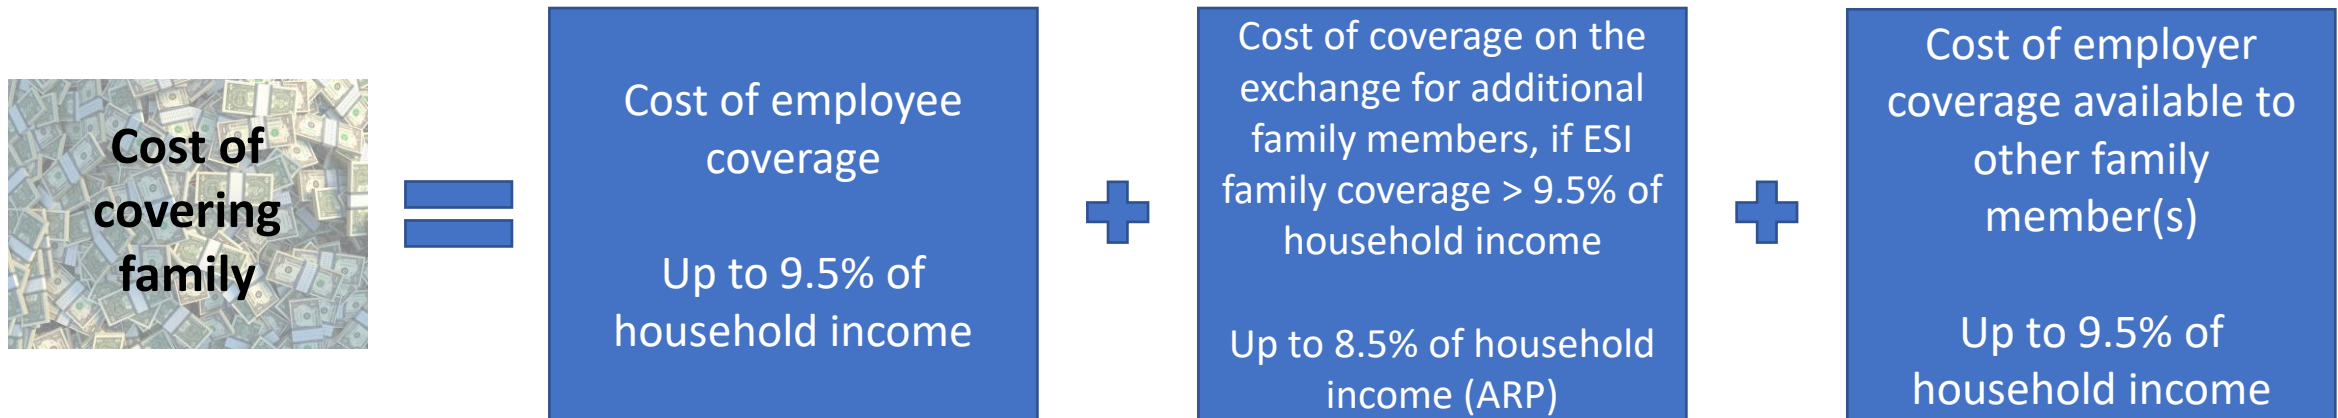 Cost of
covering
family
Cost of employee
coverage
Up to 9.5% of
household income
Cost of coverage on the
exchange for additional
family members, if ESI
family coverage > 9.5% of
household income
Up to 8.5% of household
income (ARP)
Cost of employer
coverage available to
other family
member(s)
Up to 9.5% of
household income